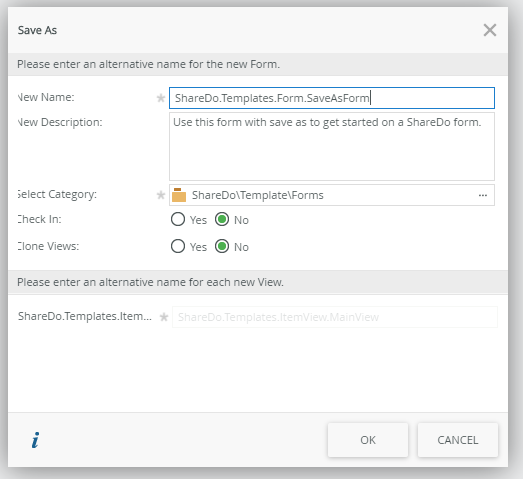 Save As
Please enter an alternative name for the new Form.
New Name:
ShareDo.Templates.Form.SaveAsForm
New Description:
Use this form with save as to get started on a ShareDo form.
Select Category:
ShareDo\Template\Forms
...
Check In:
Yes No
Clone Views:
Yes No
Please enter an alternative name for each new View.
ShareDo.Templates.Item...
ShareDo.Templates.ItemView.MainView
i
OK
CANCEL